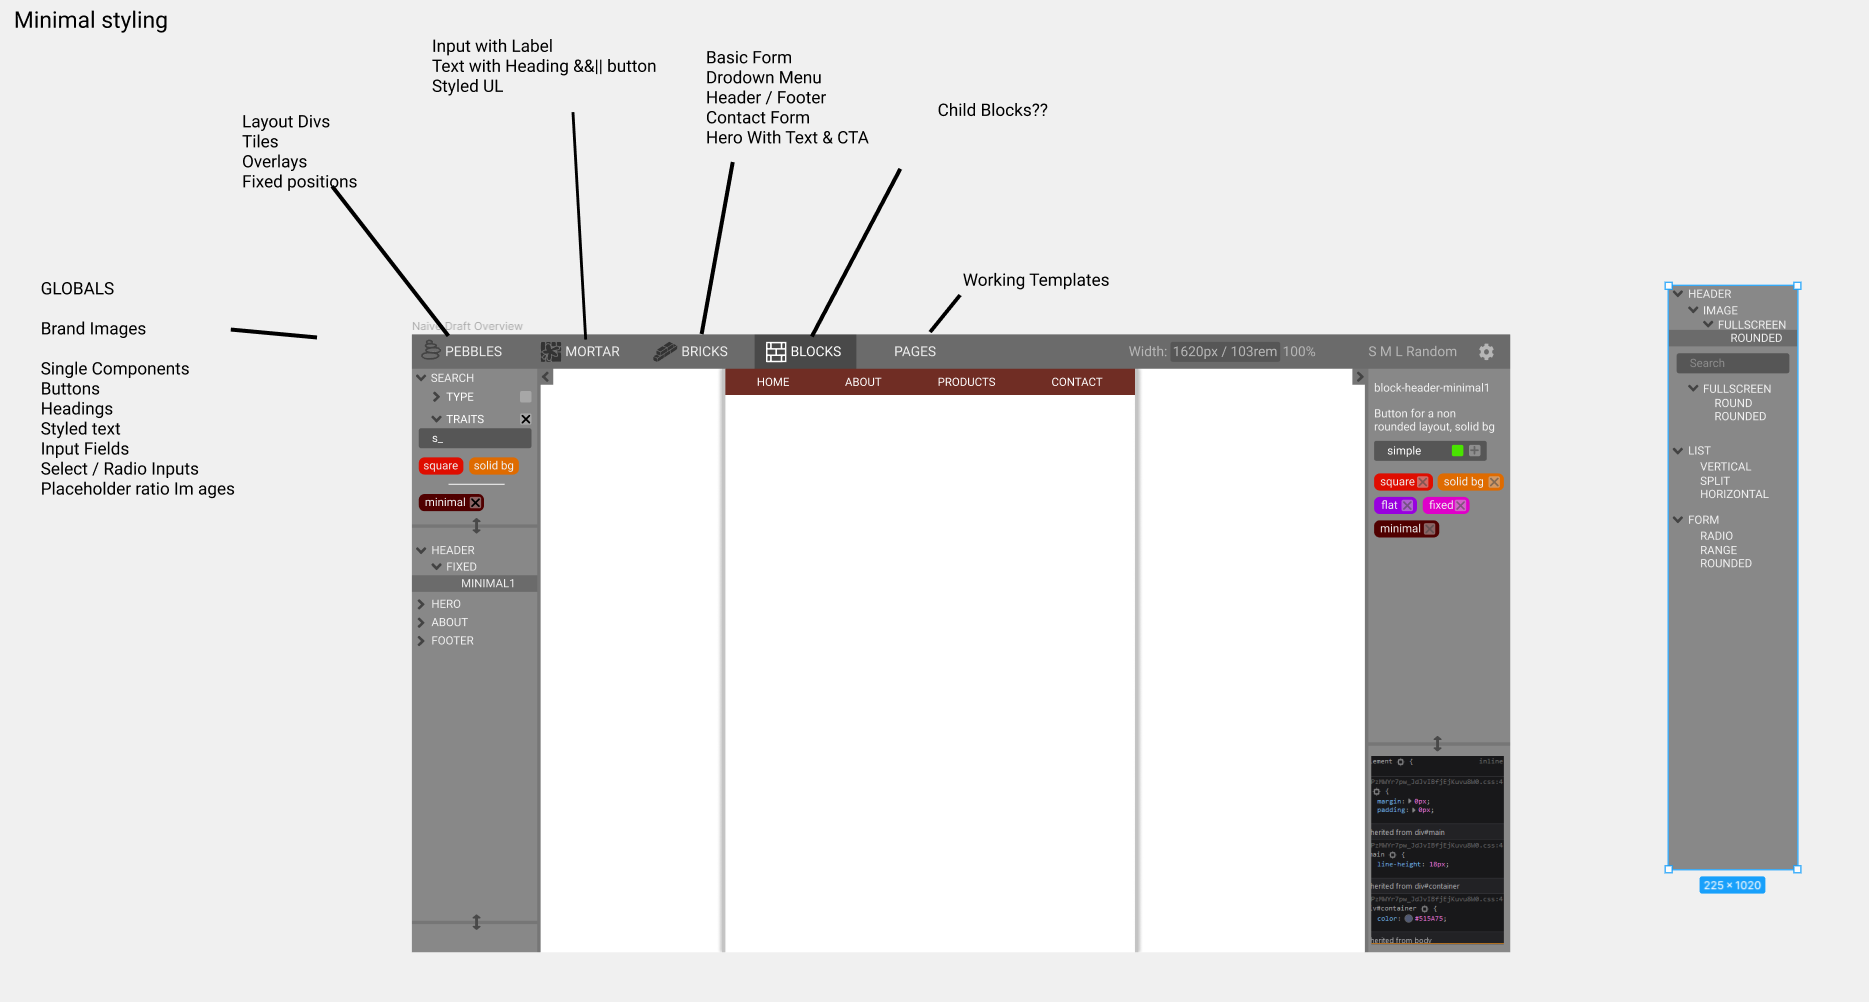 Minimal styling
Input with Label
Text with Heading &&|| button
Styled UL
Basic Form
Drodown Menu
Header / Footer
Contact Form
Hero With Text & CTA
Child Blocks??
Layout Divs
Tiles
Overlays
Fixed positions
GLOBALS
Brand Images
Single Components
Buttons
Headings
Styled text
Input Fields
Select / Radio Inputs
Placeholder ratio Im ages
Working Templates
Naive Draft Overview
PEBBLES
MORTAR
BRICKS
BLOCKS
PAGES
Width: 1620px / 103rem 100%
S M L Random
SEARCH
TYPE
TRAITS
s_
square
solid bg
minimal
HEADER
FIXED
MINIMAL1
HERO
ABOUT
FOOTER
HOME
ABOUT
PRODUCTS
CONTACT
block-header-minimal1
Button for a non
rounded layout, solid bg
simple
square
solid bg
flat
fixed
minimal
ement {
inline
{
margin: 0px;
padding: 0px;
herited from div#main
ain {
line-height: 18px;
herited from div#container
v#container {
color: #515A75;
herited from body
HEADER
IMAGE
FULLSCREEN
ROUNDED
Search
FULLSCREEN
ROUND
ROUNDED
LIST
VERTICAL
SPLIT
HORIZONTAL
FORM
RADIO
RANGE
ROUNDED
225 × 1020